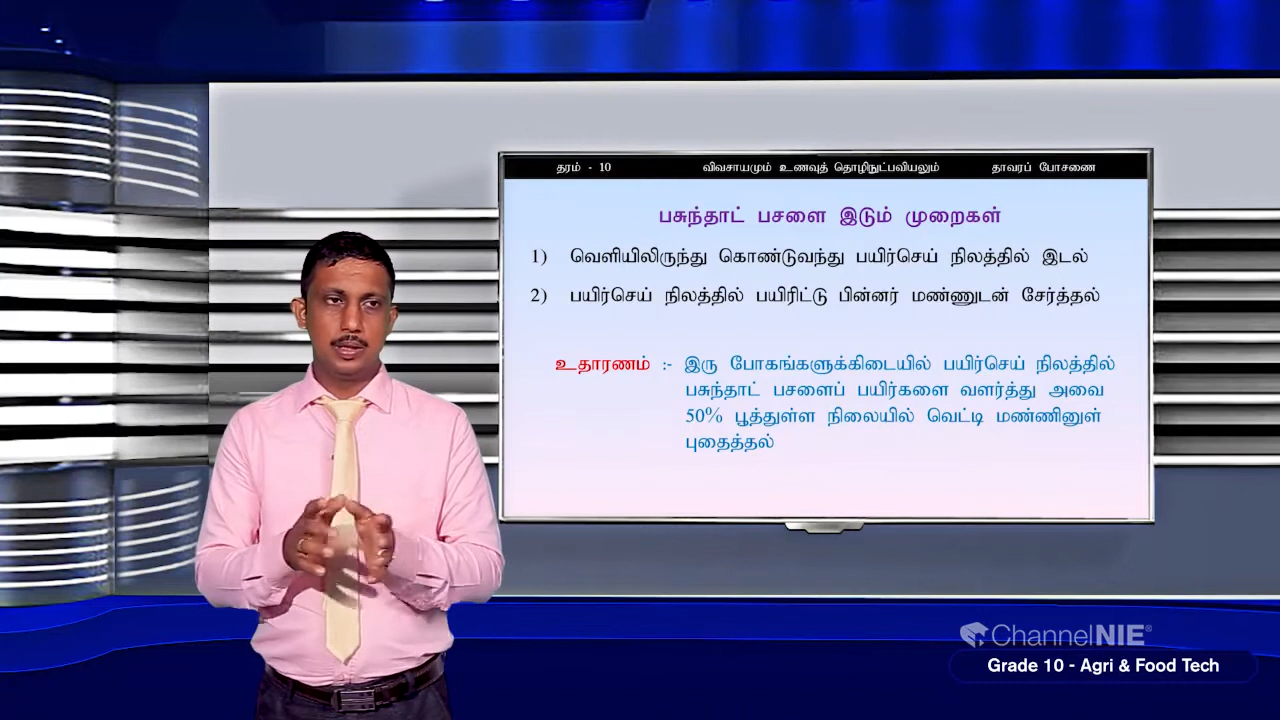 தரம் - 10 விவசாயமும் உணவுத் தொழிநுட்பவியலும் தாவரப் போசணை
பசுந்தாட் பசளை இடும் முறைகள்
1) வெளியிலிருந்து கொண்டுவந்து பயிர்செய் நிலத்தில் இடல்
2) பயிர்செய் நிலத்தில் பயிரிட்டு பின்னர் மண்ணுடன் சேர்த்தல்
உதாரணம் :- இரு போகங்களுக்கிடையில் பயிர்செய் நிலத்தில்
பசுந்தாட் பசளைப் பயிர்களை வளர்த்து அவை
50% பூத்துள்ள நிலையில் வெட்டி மண்ணினுள்
புதைத்தல்
ChannelNIE®
Grade 10 - Agri & Food Tech